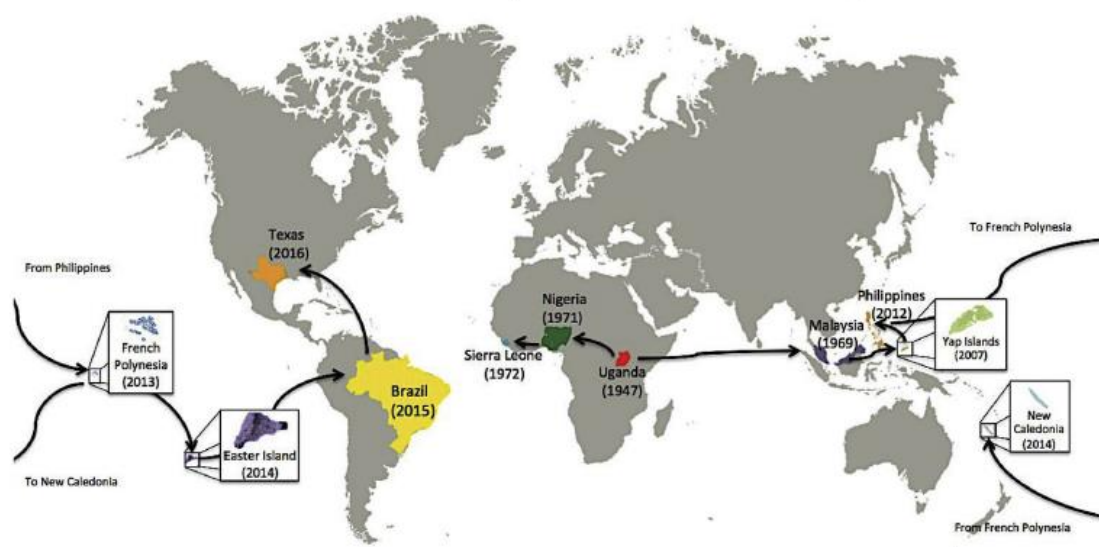 Texas
(2016)
From Philippines
French
Polynesia
(2013)
To New Caledonia
Easter Island
(2014)
Brazil
(2015)
Nigeria
(1971)
Sierra Leone
(1972)
Uganda
(1947)
To French Polynesia
Philippines
(2012)
Malaysia
(1969)
Yap Islands
(2007)
New
Caledonia
(2014)
From French Polynesia